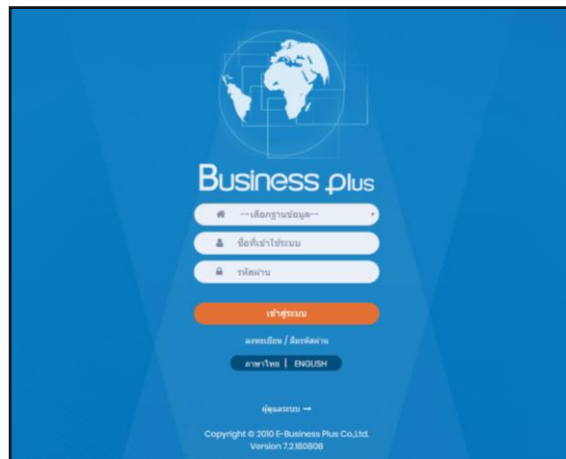 Business Plus
--เลือกฐานข้อมูล--
ชื่อที่เข้าใช้ระบบ
รหัสผ่าน
เข้าสู่ระบบ
ลงทะเบียน / ลืมรหัสผ่าน
ภาษาไทย | ENGLISH
ผู้ดูแลระบบ →
Copyright © 2010 E-Business Plus Co.,Ltd.
Version 7.2.180808